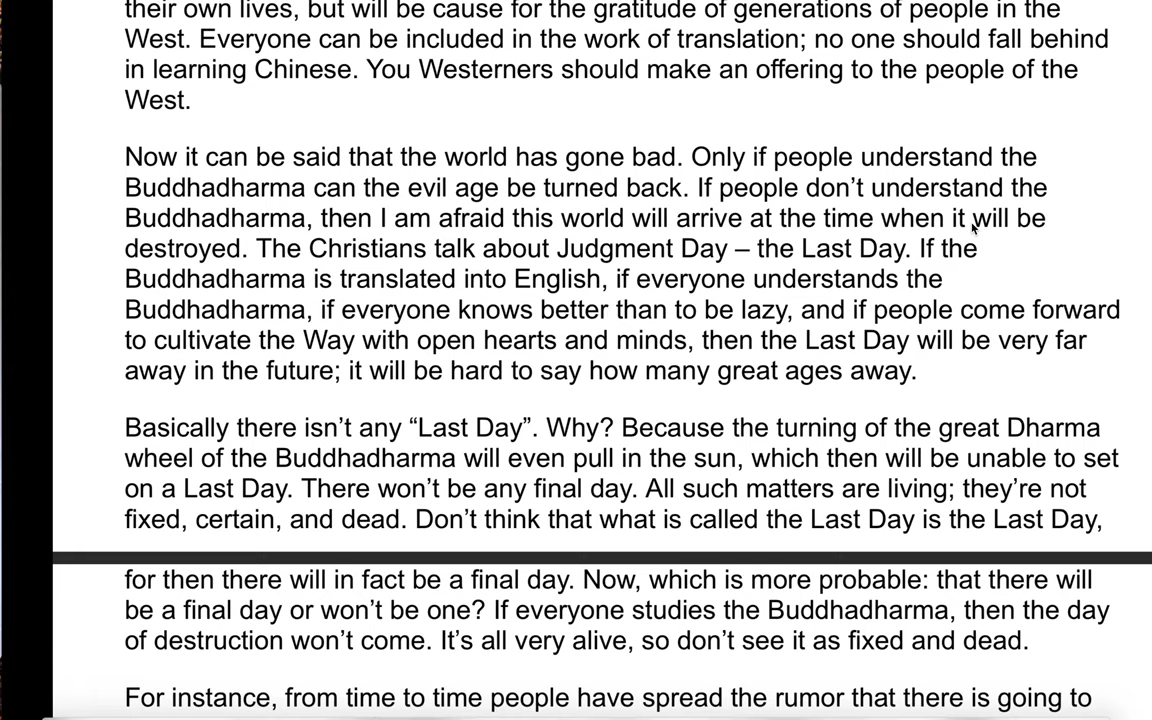 their own lives, but will be cause for the gratitude of generations of people in the
West. Everyone can be included in the work of translation; no one should fall behind
in learning Chinese. You Westerners should make an offering to the people of the
West.
Now it can be said that the world has gone bad. Only if people understand the
Buddhadharma can the evil age be turned back. If people don’t understand the
Buddhadharma, then I am afraid this world will arrive at the time when it will be
destroyed. The Christians talk about Judgment Day – the Last Day. If the
Buddhadharma is translated into English, if everyone understands the
Buddhadharma, if everyone knows better than to be lazy, and if people come forward
to cultivate the Way with open hearts and minds, then the Last Day will be very far
away in the future; it will be hard to say how many great ages away.
Basically there isn’t any “Last Day”. Why? Because the turning of the great Dharma
wheel of the Buddhadharma will even pull in the sun, which then will be unable to set
on a Last Day. There won’t be any final day. All such matters are living; they’re not
fixed, certain, and dead. Don’t think that what is called the Last Day is the Last Day,
for then there will in fact be a final day. Now, which is more probable: that there will
be a final day or won’t be one? If everyone studies the Buddhadharma, then the day
of destruction won’t come. It’s all very alive, so don’t see it as fixed and dead.
For instance, from time to time people have spread the rumor that there is going to